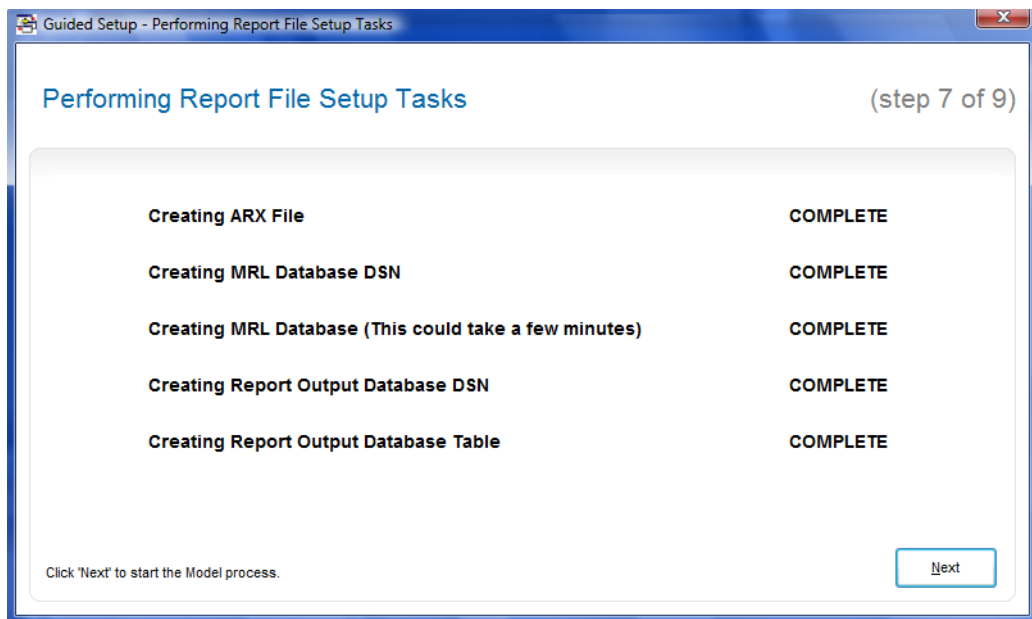 Guided Setup - Performing Report File Setup Tasks
Performing Report File Setup Tasks (step 7 of 9)
Creating ARX File COMPLETE
Creating MRL Database DSN COMPLETE
Creating MRL Database (This could take a few minutes) COMPLETE
Creating Report Output Database DSN COMPLETE
Creating Report Output Database Table COMPLETE
Click 'Next' to start the Model process. Next